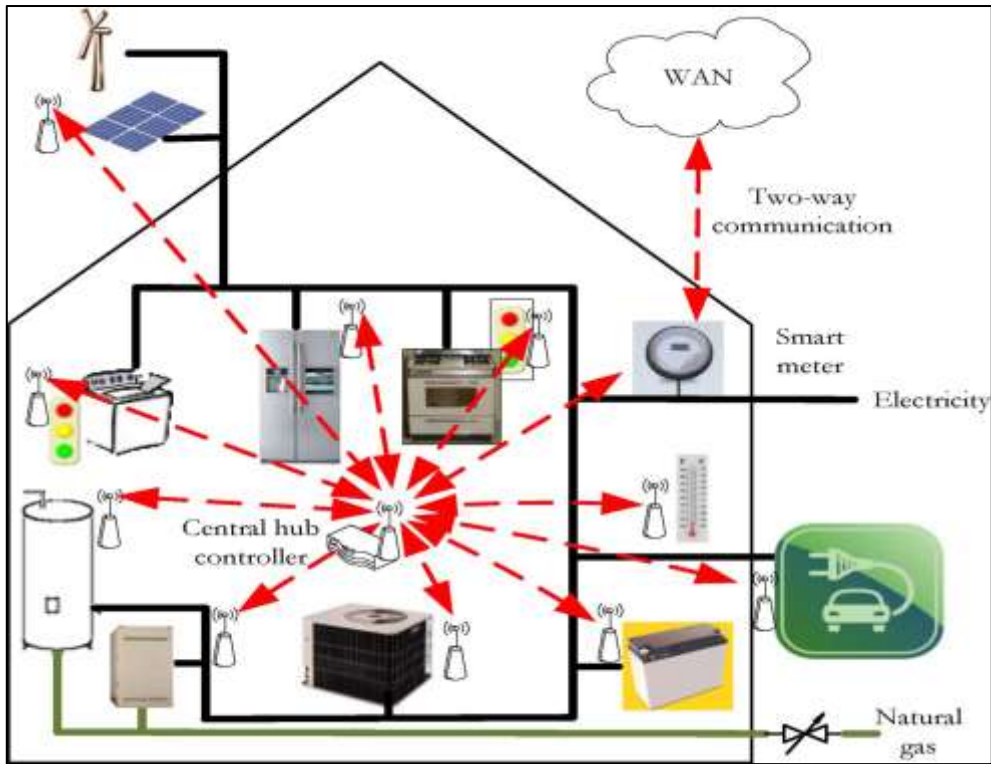 WAN
Two-way
communication
Smart
meter
Electricity
Central hub
controller
Natural
gas